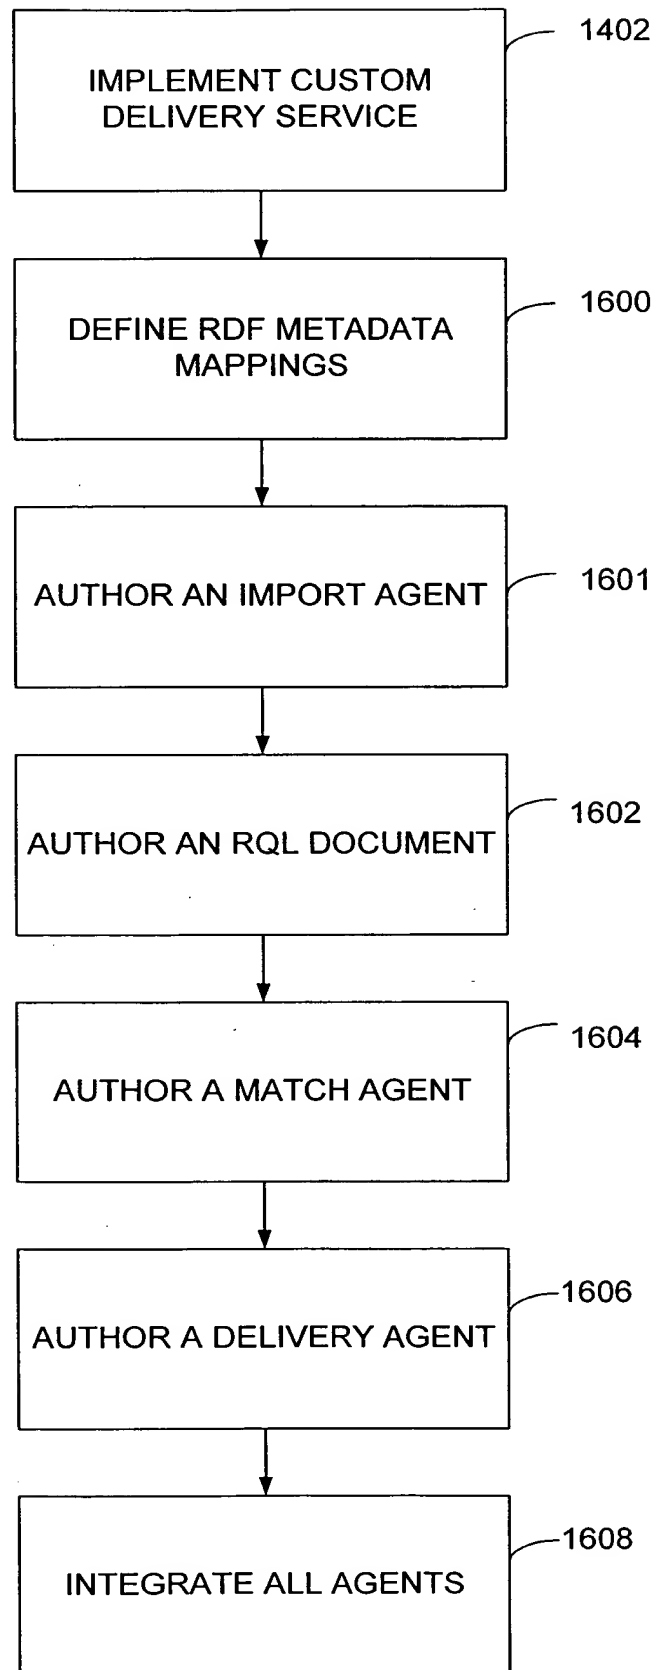 1402
IMPLEMENT CUSTOM
DELIVERY SERVICE
1600
DEFINE RDF METADATA
MAPPINGS
1601
AUTHOR AN IMPORT AGENT
1602
AUTHOR AN RQL DOCUMENT
1604
AUTHOR A MATCH AGENT
1606
AUTHOR A DELIVERY AGENT
1608
INTEGRATE ALL AGENTS